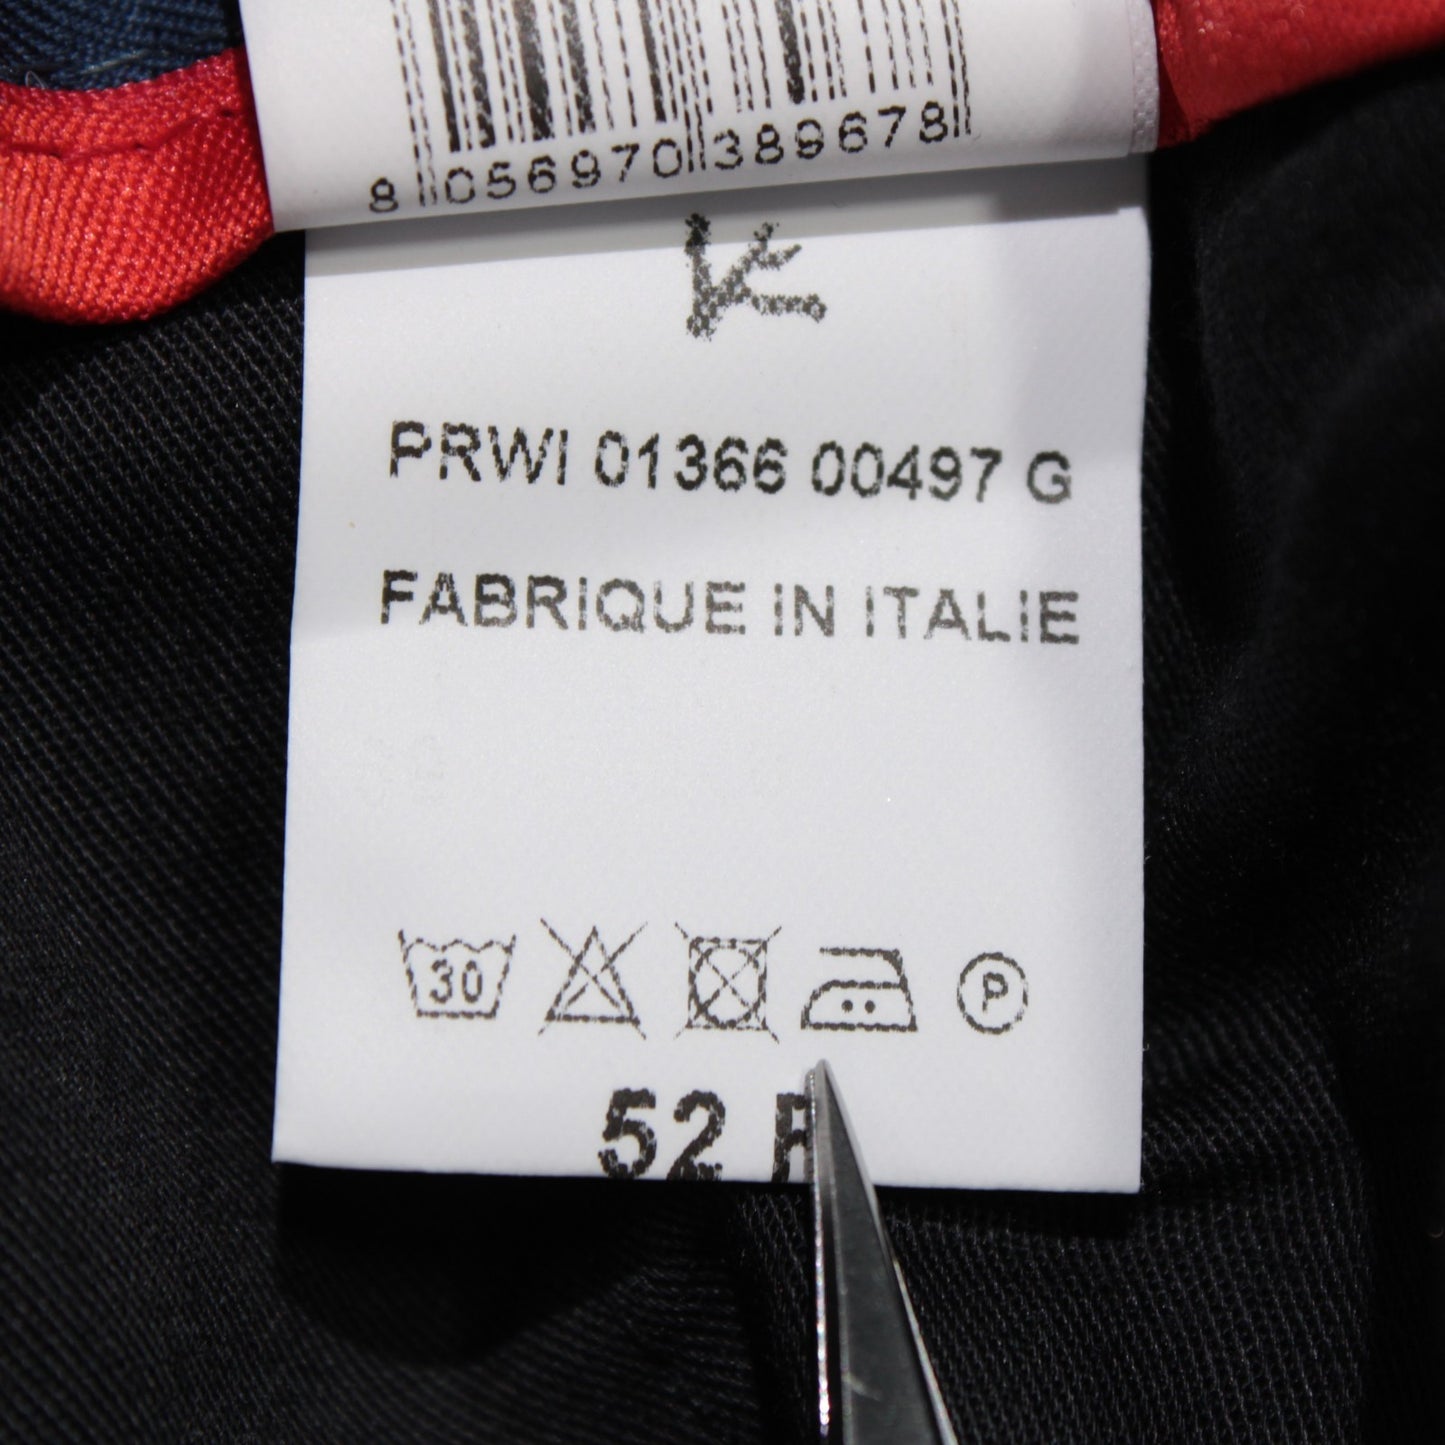 8 056970 389678
PRWI 01366 00497 G
FABRIQUE IN ITALIE
30 P
52